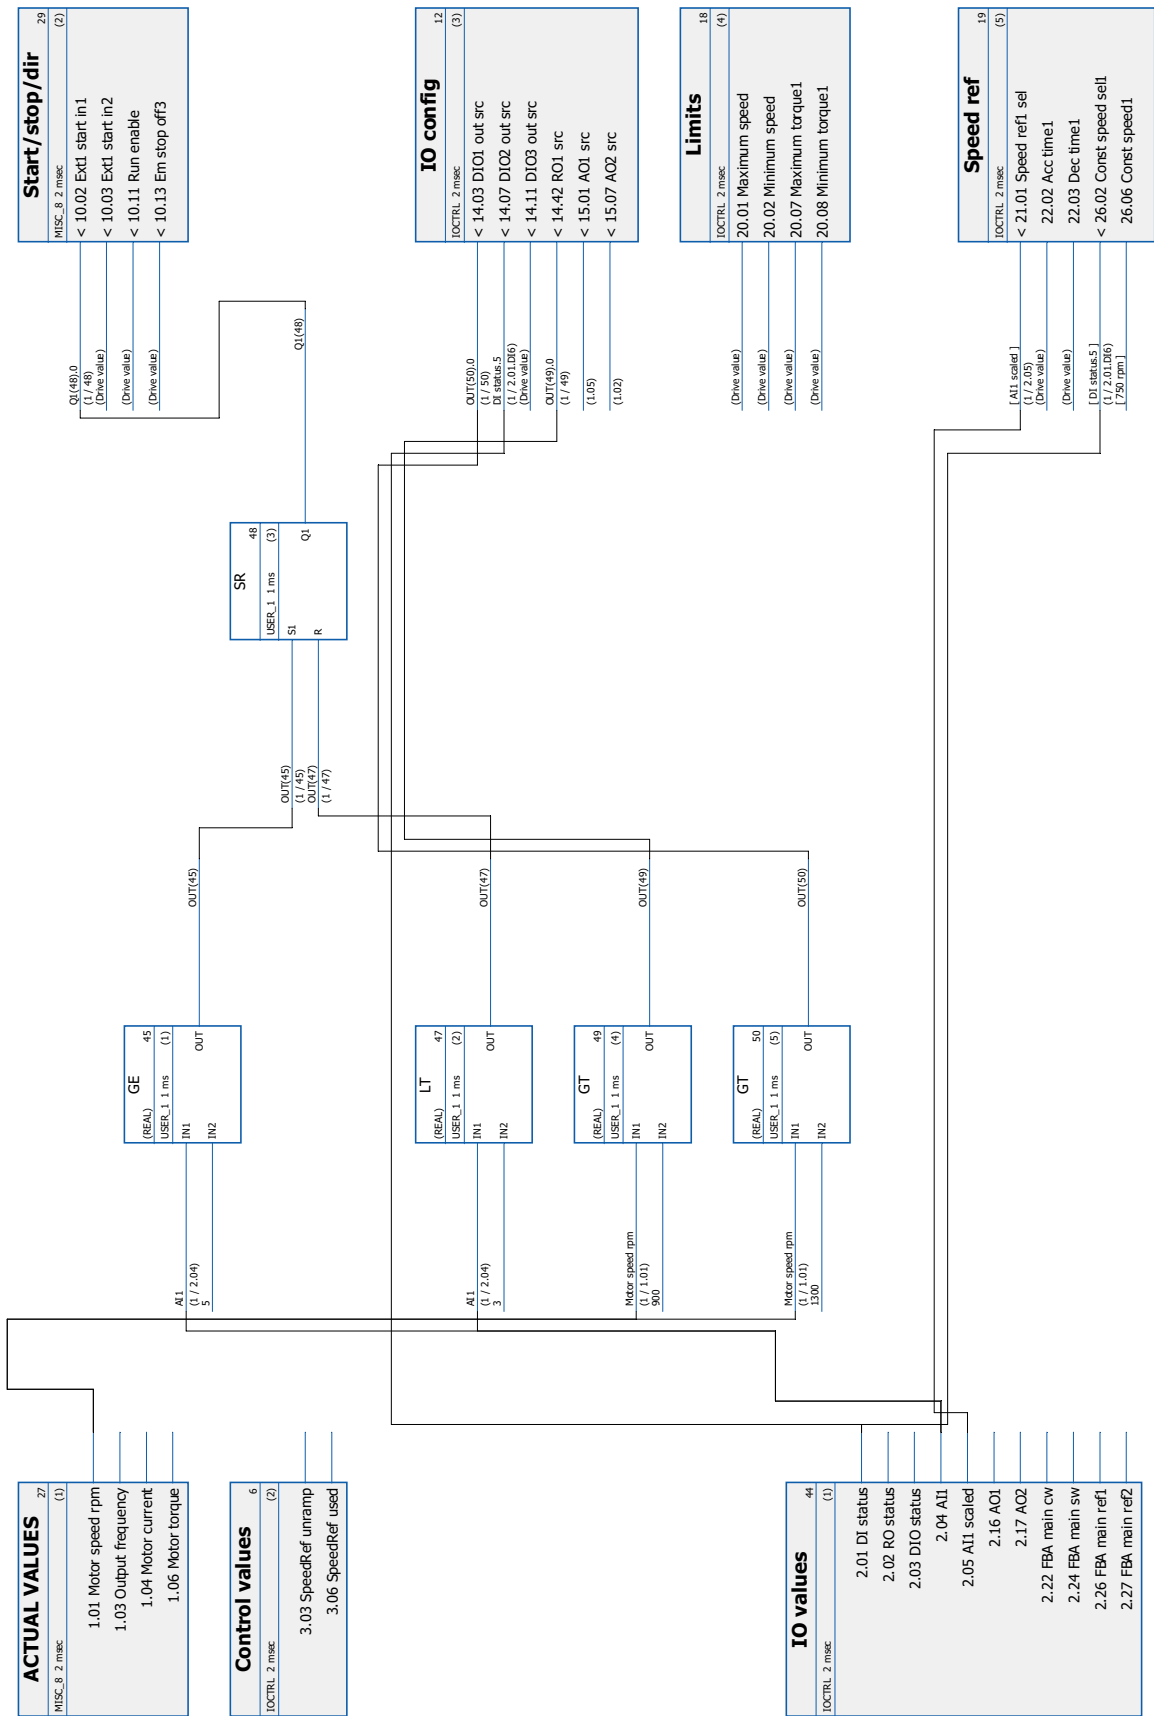 ACTUAL VALUES
27
MISC_8 2 msec
(1)
1.01 Motor speed rpm
1.03 Output frequency
1.04 Motor current
1.06 Motor torque
Control values
6
IOCTRL 2 msec
(2)
3.03 SpeedRef unramp
3.06 SpeedRef used
IO values
44
IOCTRL 2 msec
(1)
2.01 DI status
2.02 RO status
2.03 DIO status
2.04 AI1
2.05 AI1 scaled
2.16 AO1
2.17 AO2
2.22 FBA main cw
2.24 FBA main sw
2.26 FBA main ref1
2.27 FBA main ref2
GE
(REAL)
45
USER_1 1 ms
(1)
IN1
OUT
IN2
AI1
(1 / 2.04)
5
OUT(45)
LT
(REAL)
47
USER_1 1 ms
(2)
IN1
OUT
IN2
AI1
(1 / 2.04)
3
OUT(47)
GT
(REAL)
49
USER_1 1 ms
(4)
IN1
OUT
IN2
Motor speed rpm
(1 / 1.01)
900
OUT(49)
GT
(REAL)
50
USER_1 1 ms
(5)
IN1
OUT
IN2
Motor speed rpm
(1 / 1.01)
1300
OUT(50)
SR
48
USER_1 1 ms
(3)
S1
R
Q1
OUT(45)
(1 / 45)
OUT(47)
(1 / 47)
Q1(48)
Start/stop/dir
29
MISC_8 2 msec
(2)
< 10.02 Ext1 start in1
< 10.03 Ext1 start in2
< 10.11 Run enable
< 10.13 Em stop off3
Q1(48).0
(1 / 48)
(Drive value)
(Drive value)
(Drive value)
IO config
12
IOCTRL 2 msec
(3)
< 14.03 DIO1 out src
< 14.07 DIO2 out src
< 14.11 DIO3 out src
< 14.42 RO1 src
< 15.01 AO1 src
< 15.07 AO2 src
OUT(50).0
(1 / 50)
DI status.5
(1 / 2.01.DI6)
(Drive value)
OUT(49).0
(1 / 49)
(1.05)
(1.02)
Limits
18
IOCTRL 2 msec
(4)
20.01 Maximum speed
20.02 Minimum speed
20.07 Maximum torque1
20.08 Minimum torque1
(Drive value)
(Drive value)
(Drive value)
(Drive value)
Speed ref
19
IOCTRL 2 msec
(5)
< 21.01 Speed ref1 sel
22.02 Acc time1
22.03 Dec time1
< 26.02 Const speed sel1
26.06 Const speed1
[ AI1 scaled ]
(1 / 2.05)
(Drive value)
(Drive value)
[ DI status.5 ]
(1 / 2.01.DI6)
[ 750 rpm ]